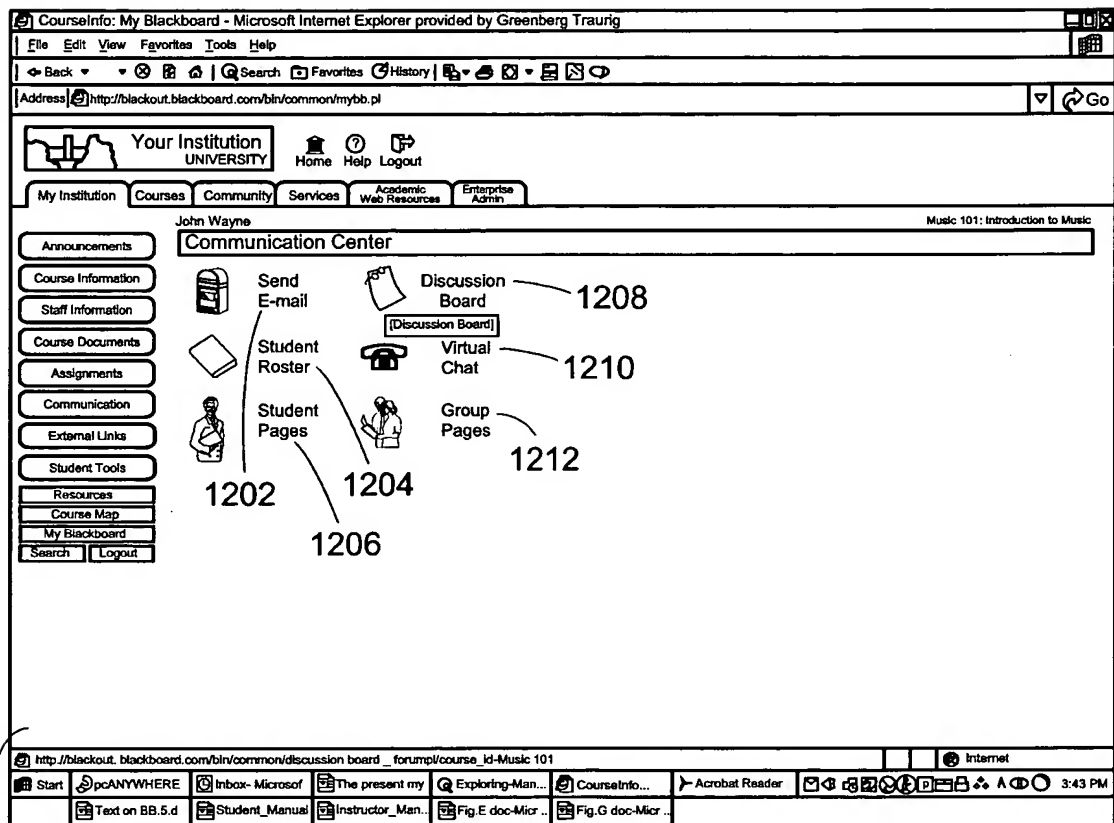 CourseInfo: My Blackboard - Microsoft Internet Explorer provided by Greenberg Traurig
File Edit View Favorites Tools Help
Back Search Favorites History
Address http://blackout.blackboard.com/bin/common/mybb.pl Go
Your Institution
UNIVERSITY
Home Help Logout
My Institution Courses Community Services Academic Web Resources Enterprise Admin
John Wayne Music 101: Introduction to Music
Communication Center
Announcements
Course Information
Staff Information
Course Documents
Assignments
Communication
External Links
Student Tools
Resources
Course Map
My Blackboard
Search Logout
Send
E-mail
Discussion
Board
1208
[Discussion Board]
Student
Roster
Virtual
Chat
1210
Student
Pages
Group
Pages
1212
1202
1204
1206
http.//blackout. blackboard.com/bin/common/discussion board _ forumpl/course_id-Music 101 Internet
Start pcANYWHERE Inbox- Microsof The present my Exploring-Man... CourseInfo... Acrobat Reader 3:43 PM
Text on BB.5.d Student_Manual Instructor_Man.. Fig.E doc-Micr .. Fig.G doc-Micr ..